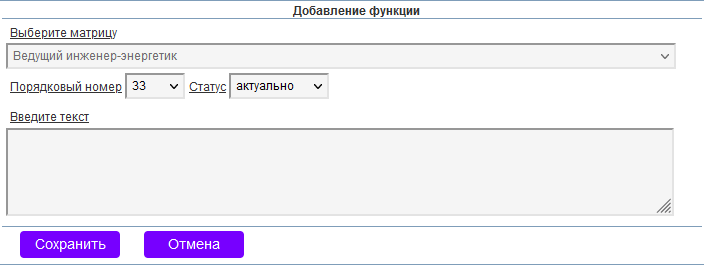 Добавление функции
Выберите матрицу
Ведущий инженер-энергетик
Порядковый номер 33 Статус актуально
Введите текст
Сохранить Отмена